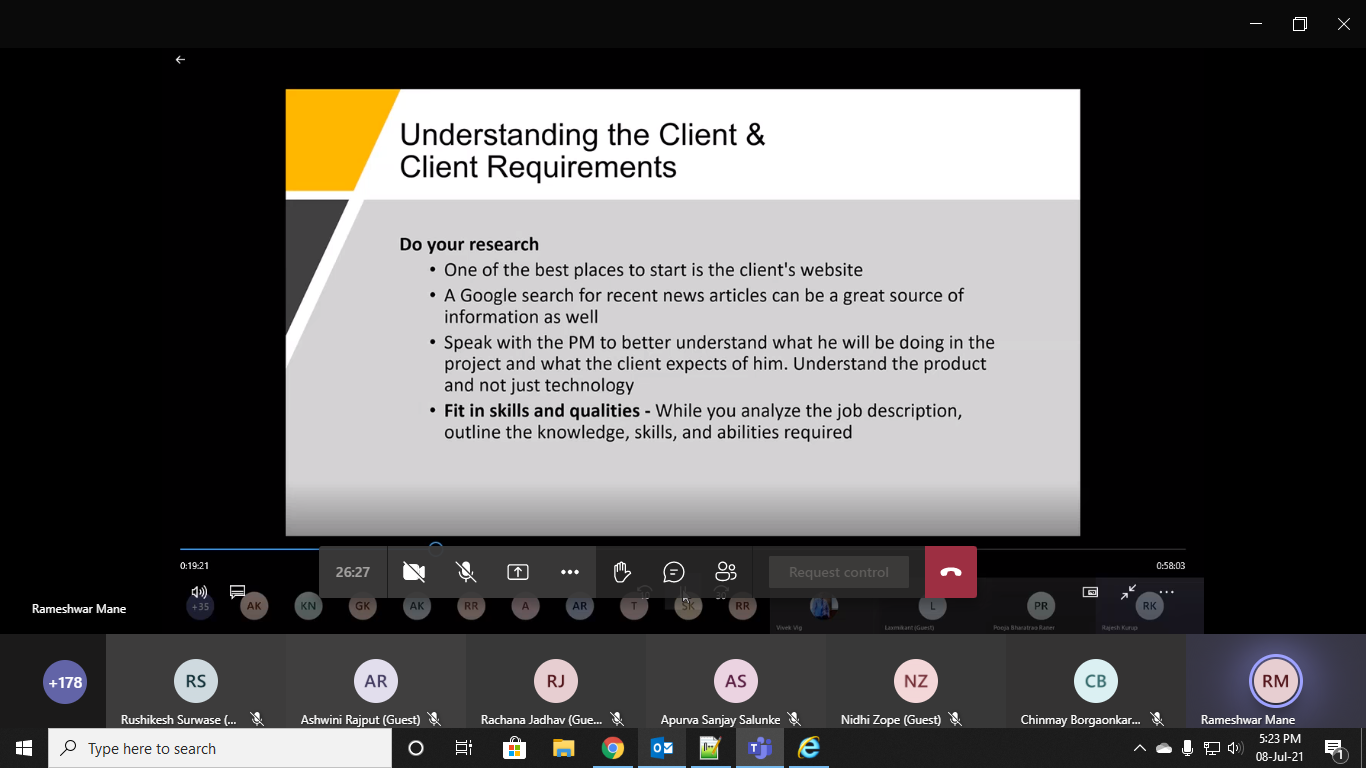 Understanding the Client &
Client Requirements
Do your research
• One of the best places to start is the client's website
• A Google search for recent news articles can be a great source of
information as well
• Speak with the PM to better understand what he will be doing in the
project and what the client expects of him. Understand the product
and not just technology
• Fit in skills and qualities - While you analyze the job description,
outline the knowledge, skills, and abilities required
0:19:21
0:58:03
26:27
Request control
Rameshwar Mane
+35 AK KN GK AK RR A AR T SK RR L PR RK
Vivek Vig Laxmikant (Guest) Rajesh Kurup
+178 RS AR RJ AS NZ CB RM
Rushikesh Surwase (... Ashwini Rajput (Guest) Rachana Jadhav (Gue... Apurva Sanjay Salunke Nidhi Zope (Guest) Chinmay Borgaonkar... Rameshwar Mane
Type here to search
5:23 PM
08-Jul-21
1